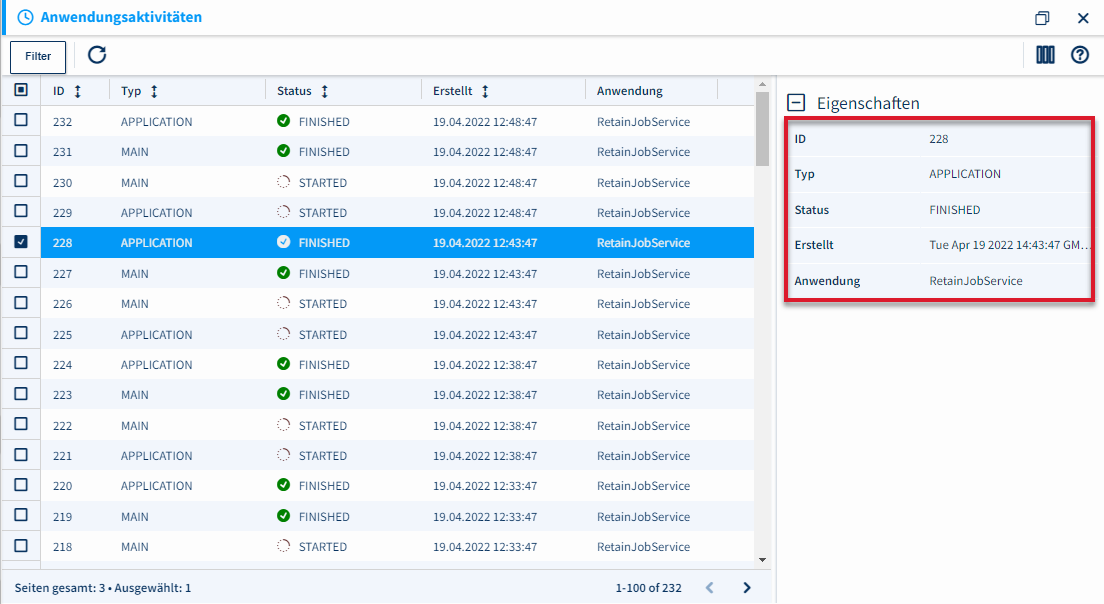 Anwendungsaktivitäten
Filter
ID Typ Status Erstellt Anwendung
232 APPLICATION FINISHED 19.04.2022 12:48:47 RetainJobService
231 MAIN FINISHED 19.04.2022 12:48:47 RetainJobService
230 MAIN STARTED 19.04.2022 12:48:47 RetainJobService
229 APPLICATION STARTED 19.04.2022 12:48:47 RetainJobService
228 APPLICATION FINISHED 19.04.2022 12:43:47 RetainJobService
227 MAIN FINISHED 19.04.2022 12:43:47 RetainJobService
226 MAIN STARTED 19.04.2022 12:43:47 RetainJobService
225 APPLICATION STARTED 19.04.2022 12:43:47 RetainJobService
224 APPLICATION FINISHED 19.04.2022 12:38:47 RetainJobService
223 MAIN FINISHED 19.04.2022 12:38:47 RetainJobService
222 MAIN STARTED 19.04.2022 12:38:47 RetainJobService
221 APPLICATION STARTED 19.04.2022 12:38:47 RetainJobService
220 APPLICATION FINISHED 19.04.2022 12:33:47 RetainJobService
219 MAIN FINISHED 19.04.2022 12:33:47 RetainJobService
218 MAIN STARTED 19.04.2022 12:33:47 RetainJobService
Seiten gesamt: 3 • Ausgewählt: 1 1-100 of 232
Eigenschaften
ID 228
Typ APPLICATION
Status FINISHED
Erstellt Tue Apr 19 2022 14:43:47 GM...
Anwendung RetainJobService